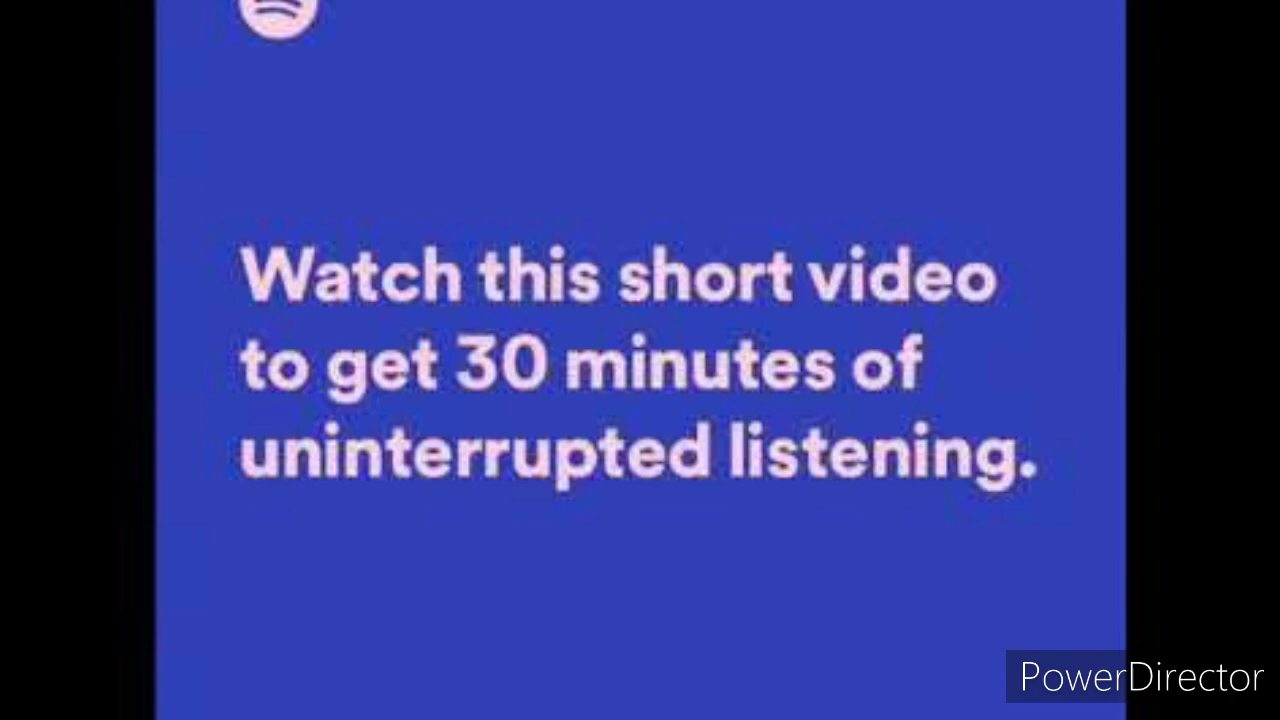 Watch this short video
to get 30 minutes of
uninterrupted listening.
PowerDirector